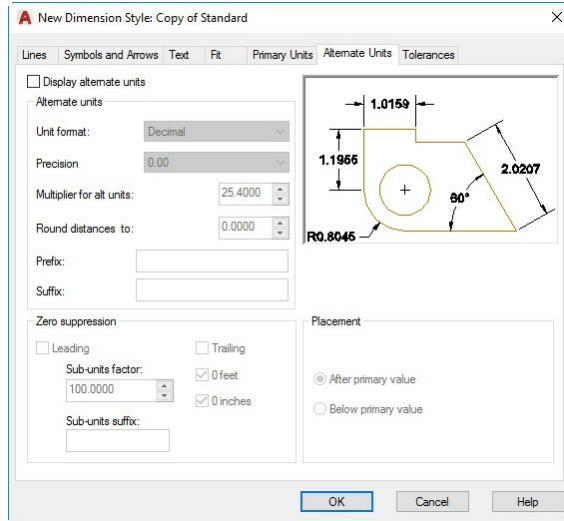 New Dimension Style: Copy of Standard
Lines Symbols and Arrows Text Fit Primary Units Alternate Units Tolerances
Display alternate units
Alternate units
Unit format: Decimal
Precision 0.00
Multiplier for alt units: 25.4000
Round distances to: 0.0000
Prefix:
Suffix:
1.0159
1.1955
2.0207
60°
R0.8045
Zero suppression
Leading Trailing
Sub-units factor: 0 feet
100.0000 0 inches
Sub-units suffix:
Placement
After primary value
Below primary value
OK Cancel Help